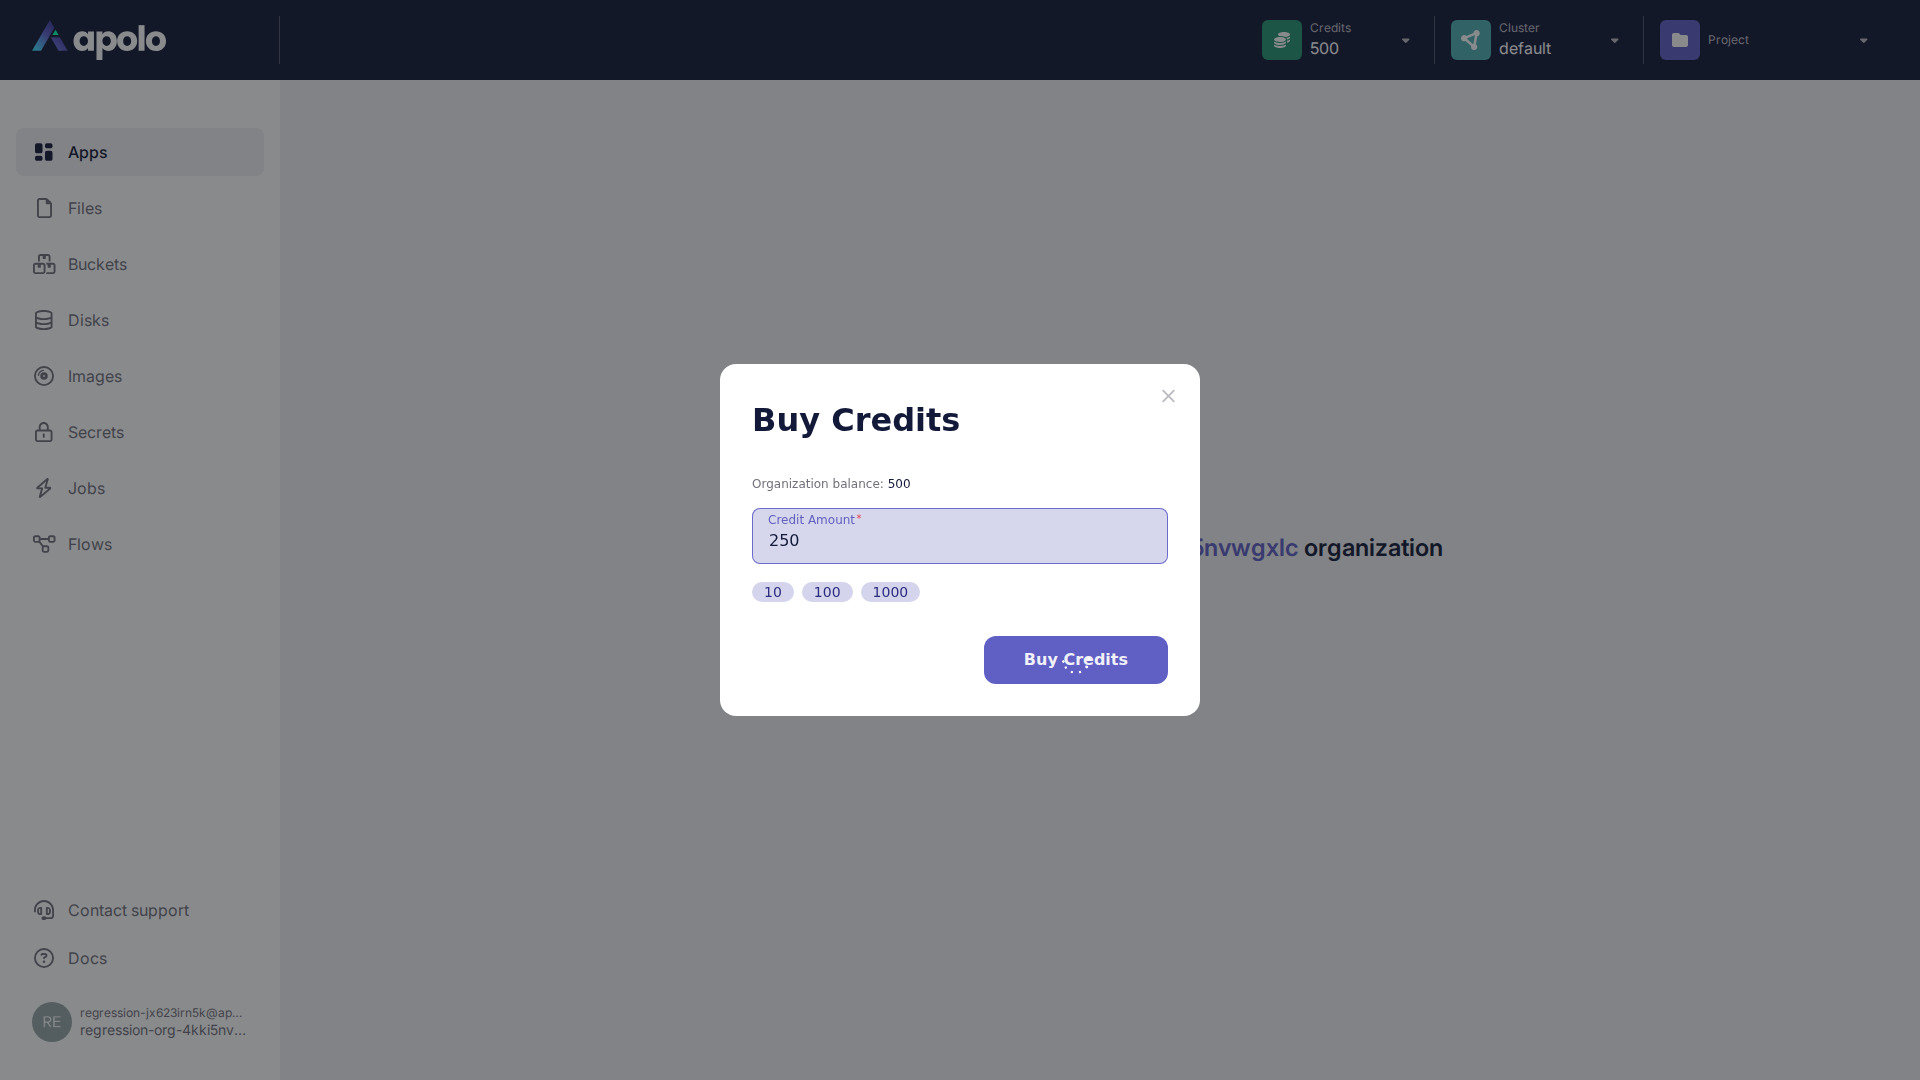 apolo
Credits
500
Cluster
default
Project
Apps
Files
Buckets
Disks
Images
Secrets
Jobs
Flows
Buy Credits
Organization balance: 500
Credit Amount*
250
10 100 1000
Buy Credits
5nvwgxlc organization
Contact support
Docs
RE
regression-jx623irn5k@ap...
regression-org-4kki5nv...